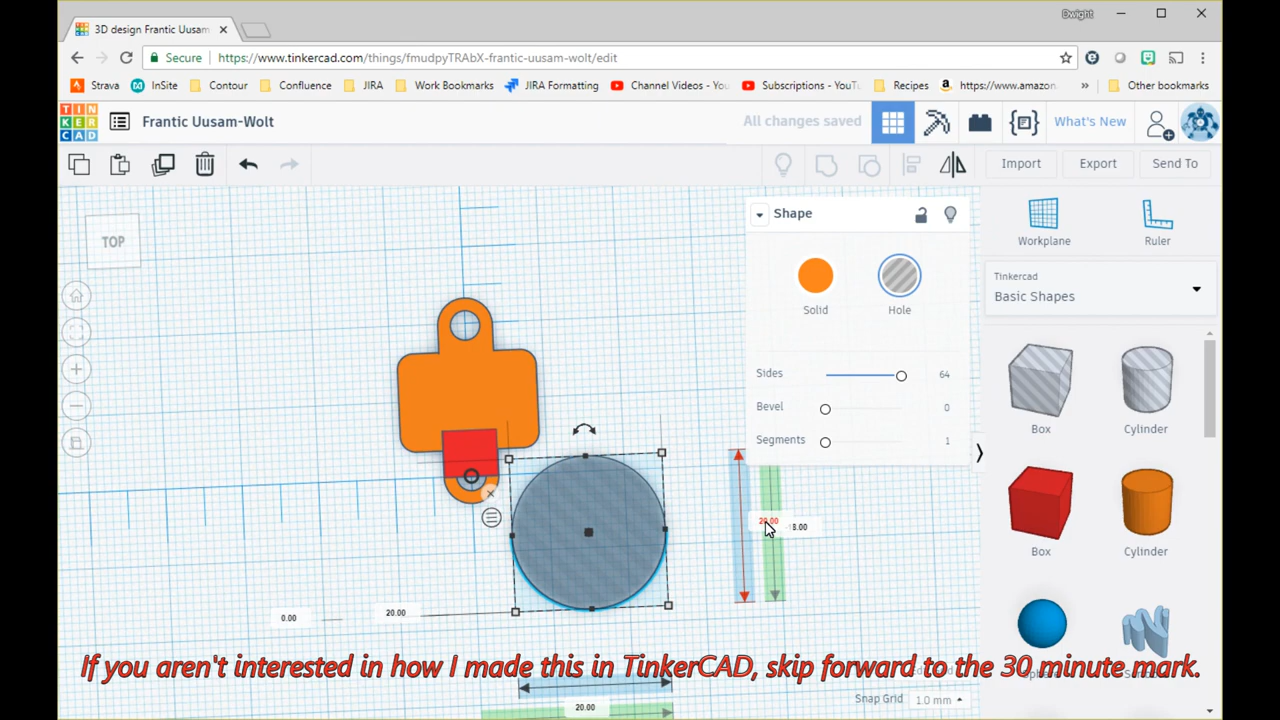 Dwight
3D design Frantic Uusam
Secure
https://www.tinkercad.com/things/fmudpyTRAbX-frantic-uusam-wolt/edit
Strava
InSite
Contour
JIRA
Confluence
Work Bookmarks
JIRA Formatting
Channel Videos - You
Subscriptions - YouT
Recipes
https://www.amazon
»
Other bookmarks
TIN
KER
CAD
Frantic Uusam-Wolt
All changes saved
What's New
Import
Export
Send To
TOP
Shape
Solid
Hole
Sides
64
Bevel
0
Segments
1
Workplane
Ruler
Tinkercad
Basic Shapes
Box
Cylinder
Box
Cylinder
20.00
0.00
20.00
20.00
If you aren't interested in how I made this in TinkerCAD, skip forward to the 30 minute mark.
Snap Grid
1.0 mm